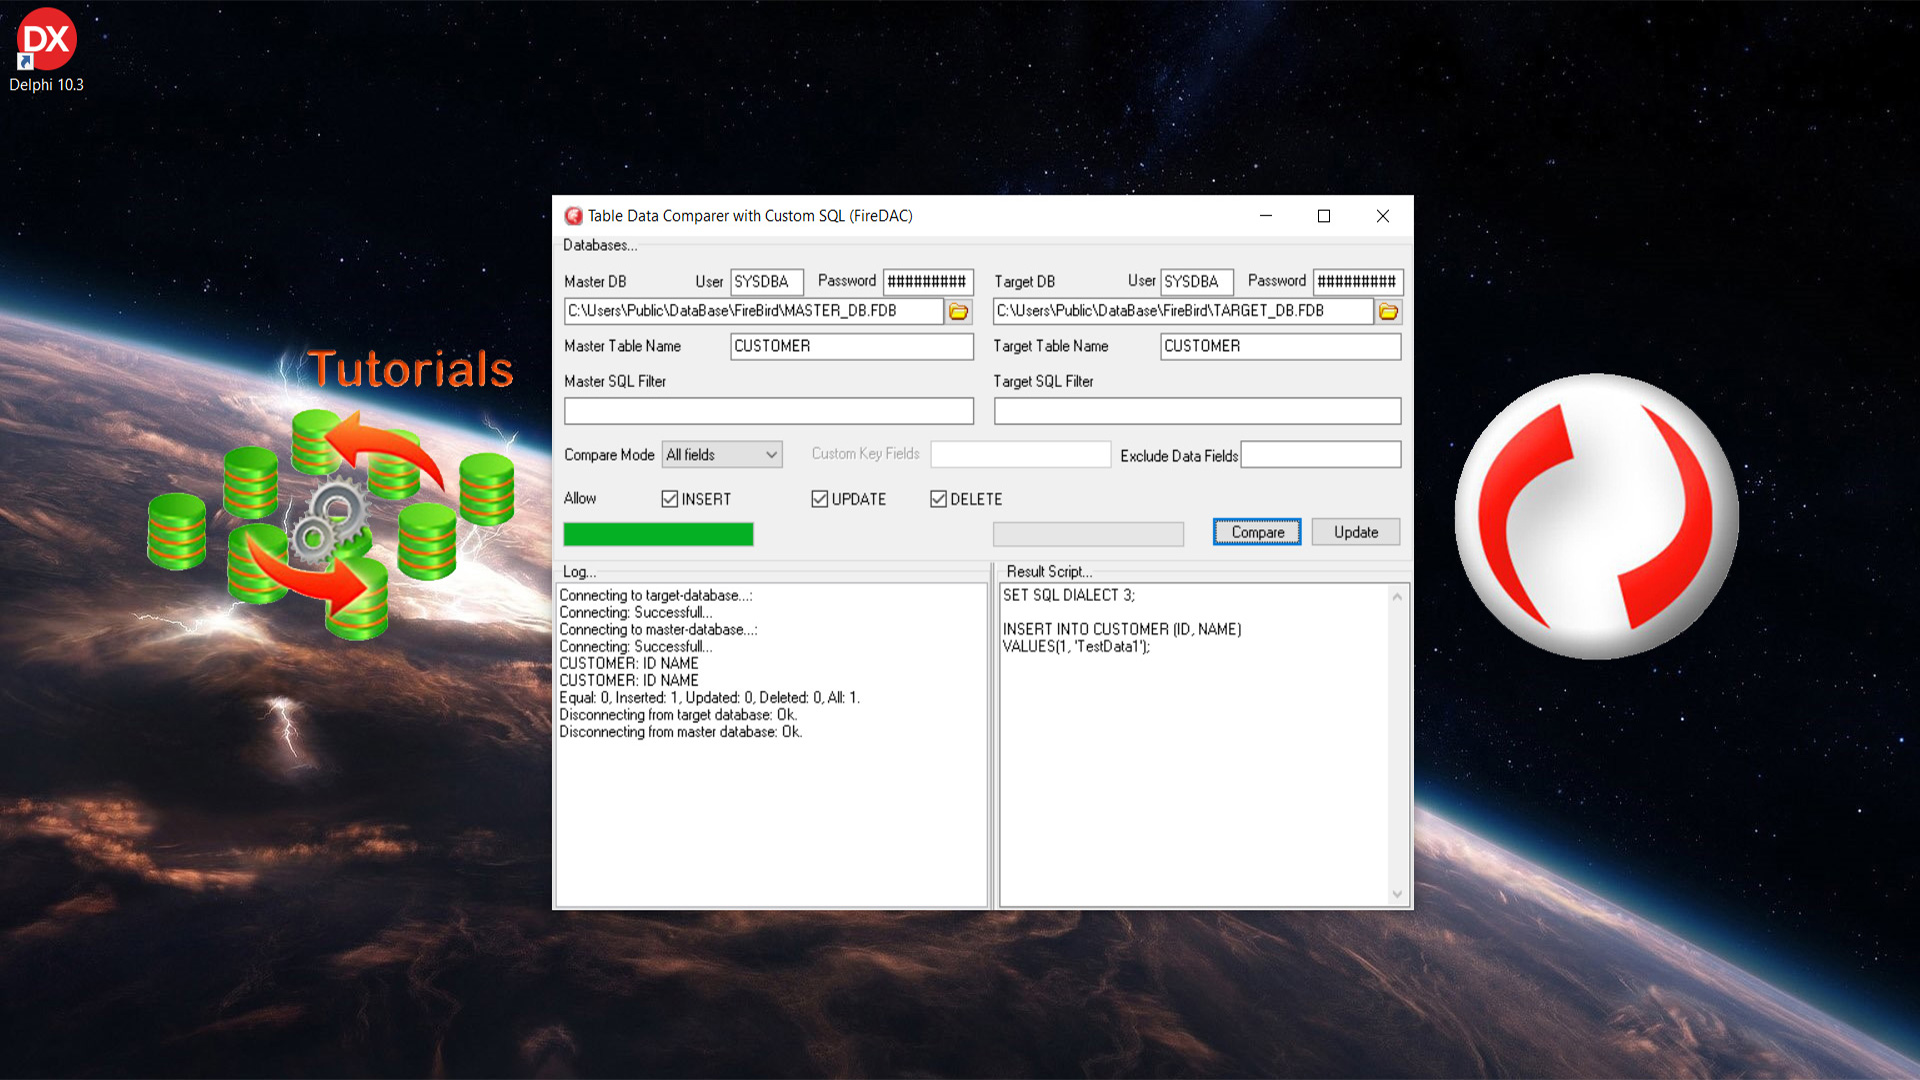 DX
Delphi 10.3
Tutorials
Table Data Comparer with Custom SQL (FireDAC)
Databases...
Master DB User SYSDBA Password ######### Target DB User SYSDBA Password #########
C:\Users\Public\DataBase\FireBird\MASTER_DB.FDB C:\Users\Public\DataBase\FireBird\TARGET_DB.FDB
Master Table Name CUSTOMER Target Table Name CUSTOMER
Master SQL Filter Target SQL Filter
Compare Mode All fields Custom Key Fields Exclude Data Fields
Allow INSERT UPDATE DELETE
Compare Update
Log...
Connecting to target-database...:
Connecting: Successfull...
Connecting to master-database...:
Connecting: Successfull...
CUSTOMER: ID NAME
CUSTOMER: ID NAME
Equal: 0, Inserted: 1, Updated: 0, Deleted: 0, All: 1.
Disconnecting from target database: Ok.
Disconnecting from master database: Ok.
Result Script...
SET SQL DIALECT 3;
INSERT INTO CUSTOMER (ID, NAME)
VALUES(1, 'TestData1');